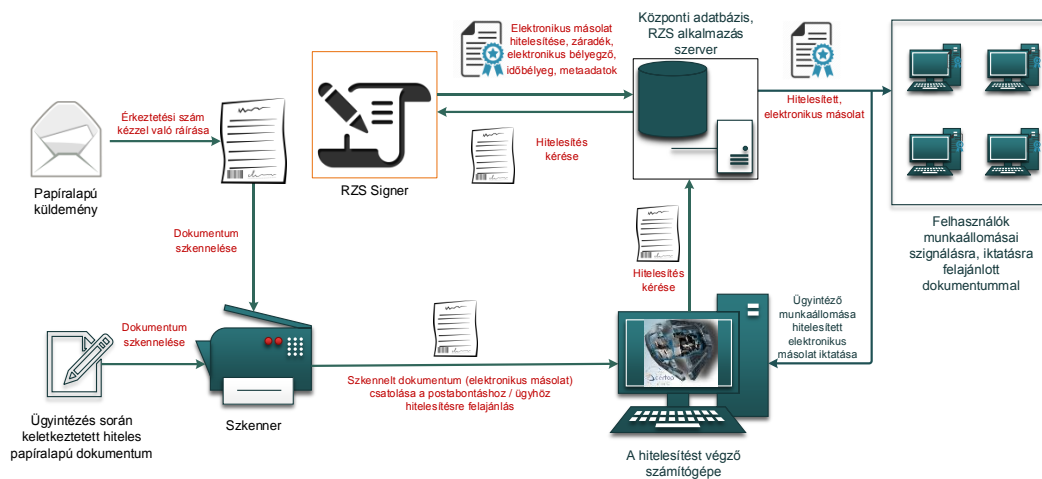 Elektronikus másolat
hitelesítése, záradék,
elektronikus bélyegző,
időbélyeg, metaadatok
Központi adatbázis,
RZS alkalmazás
szerver
Érkeztetési szám
kézzel való ráírása
Hitelesítés
kérése
Hitelesített,
elektronikus másolat
Papíralapú
küldemény
RZS Signer
Felhasználók
munkaállomásai
szignálásra, iktatásra
felajánlott
dokumentummal
Dokumentum
szkennelése
Hitelesítés
kérése
Ügyintéző
munkaállomása
hitelesített
elektronikus
másolat iktatása
Dokumentum
szkennelése
Szkennelt dokumentum (elektronikus másolat)
csatolása a postabontáshoz / ügyhöz
hitelesítésre felajánlás
Ügyintézés során
keletkeztetett hiteles
papíralapú dokumentum
Szkenner
A hitelesítést végző
számítógépe